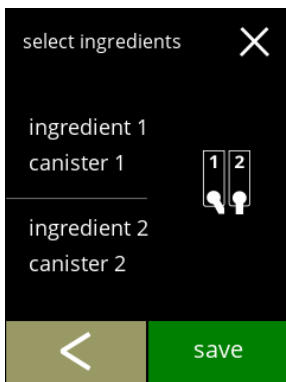 select ingredients
ingredient 1
canister 1
1 2
ingredient 2
canister 2
save